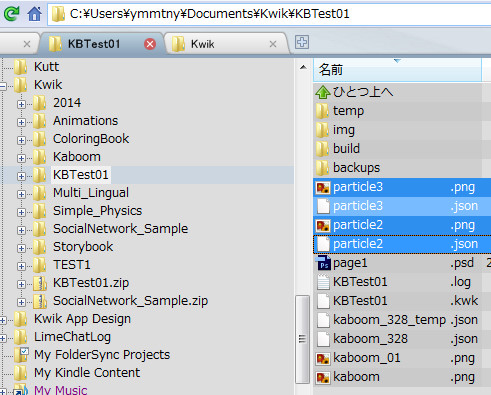 C:¥Users¥ymmtny¥Documents¥Kwik¥KBTest01
KBTest01
Kwik
Kutt
Kwik
2014
Animations
ColoringBook
Kaboom
KBTest01
Multi_Lingual
Simple_Physics
SocialNetwork_Sample
Storybook
TEST1
KBTest01.zip
SocialNetwork_Sample.zip
Kwik App Design
LimeChatLog
My FolderSync Projects
My Kindle Content
My Music
名前
ひとつ上へ
temp
img
build
backups
particle3 .png
particle3 .json
particle2 .png
particle2 .json
page1 .psd 2
KBTest01 .log
KBTest01 .kwk
kaboom_328_temp .json
kaboom_328 .json
kaboom_01 .png
kaboom .png